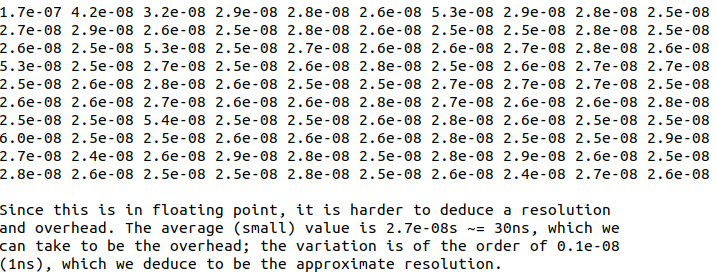 1.7e-07 4.2e-08 3.2e-08 2.9e-08 2.8e-08 2.6e-08 5.3e-08 2.9e-08 2.8e-08 2.5e-08
2.7e-08 2.9e-08 2.6e-08 2.5e-08 2.8e-08 2.6e-08 2.5e-08 2.5e-08 2.8e-08 2.5e-08
2.6e-08 2.5e-08 5.3e-08 2.5e-08 2.7e-08 2.6e-08 2.6e-08 2.7e-08 2.8e-08 2.6e-08
5.3e-08 2.5e-08 2.7e-08 2.6e-08 2.6e-08 2.8e-08 2.5e-08 2.6e-08 2.7e-08 2.7e-08
2.5e-08 2.6e-08 2.8e-08 2.6e-08 2.5e-08 2.5e-08 2.7e-08 2.7e-08 2.7e-08 2.5e-08
2.6e-08 2.6e-08 2.7e-08 2.6e-08 2.6e-08 2.8e-08 2.7e-08 2.6e-08 2.6e-08 2.8e-08
2.5e-08 2.5e-08 5.4e-08 2.5e-08 2.5e-08 2.6e-08 2.8e-08 2.6e-08 2.5e-08 2.6e-08
6.0e-08 2.5e-08 2.5e-08 2.6e-08 2.6e-08 2.6e-08 2.8e-08 2.5e-08 2.5e-08 2.9e-08
2.7e-08 2.4e-08 2.6e-08 2.9e-08 2.8e-08 2.5e-08 2.8e-08 2.9e-08 2.6e-08 2.5e-08
2.8e-08 2.6e-08 2.5e-08 2.5e-08 2.8e-08 2.8e-08 2.6e-08 2.4e-08 2.7e-08 2.6e-08
Since this is in floating point, it is harder to deduce a resolution
and overhead. The average (small) value is 2.7e-08s ~= 30ns, which we
can take to be the overhead; the variation is of the order of 0.1e-08
(1ns), which we deduce to be the approximate resolution.